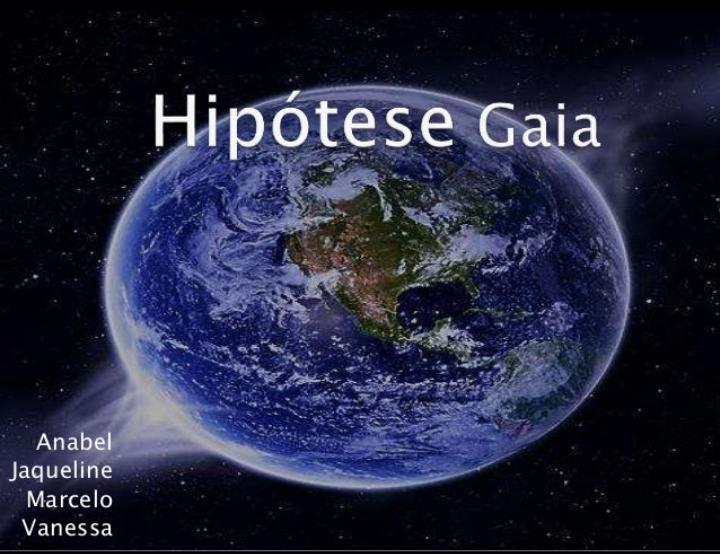 Hipótese Gaia
Anabel
Jaqueline
Marcelo
Vanessa